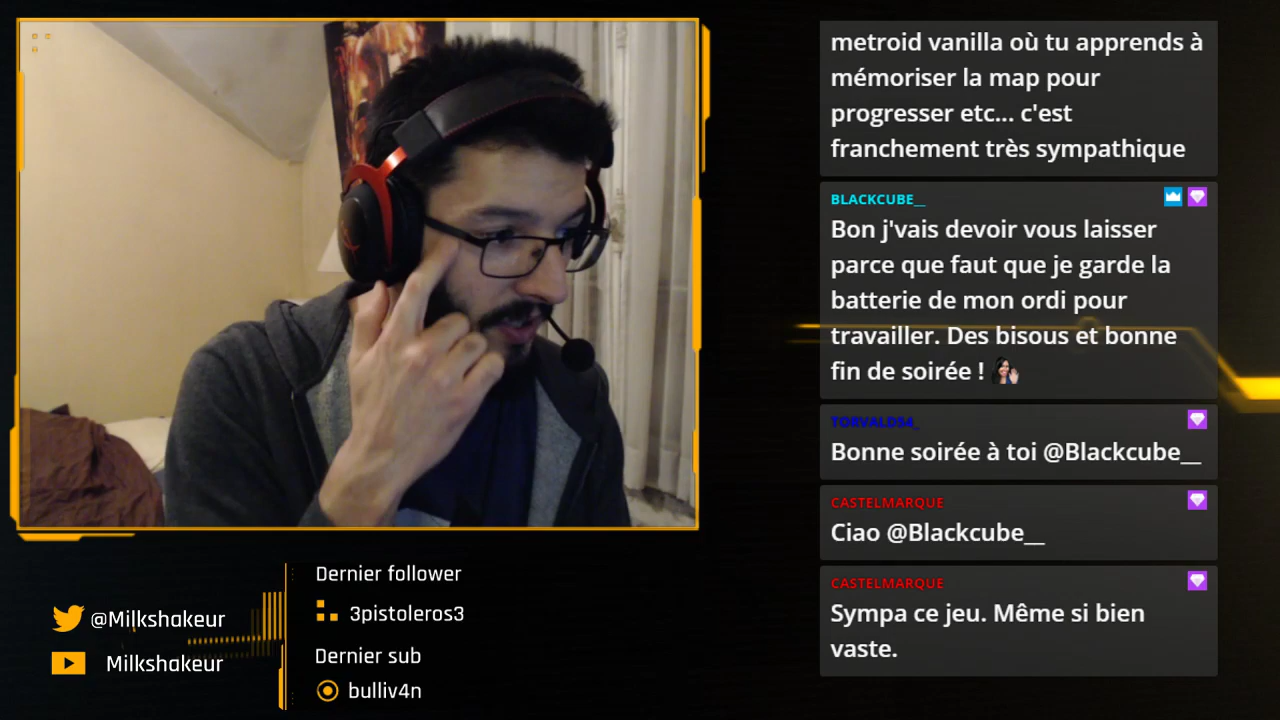 metroid vanilla où tu apprends à
mémoriser la map pour
progresser etc... c'est
franchement très sympathique
BLACKCUBE__
Bon j'vais devoir vous laisser
parce que faut que je garde la
batterie de mon ordi pour
travailler. Des bisous et bonne
fin de soirée !
TORVALD56_
Bonne soirée à toi @Blackcube__
CASTELMARQUE
Ciao @Blackcube__
CASTELMARQUE
Sympa ce jeu. Même si bien
vaste.
Dernier follower
3pistoleros3
Dernier sub
bulliv4n
@Milkshakeur
Milkshakeur